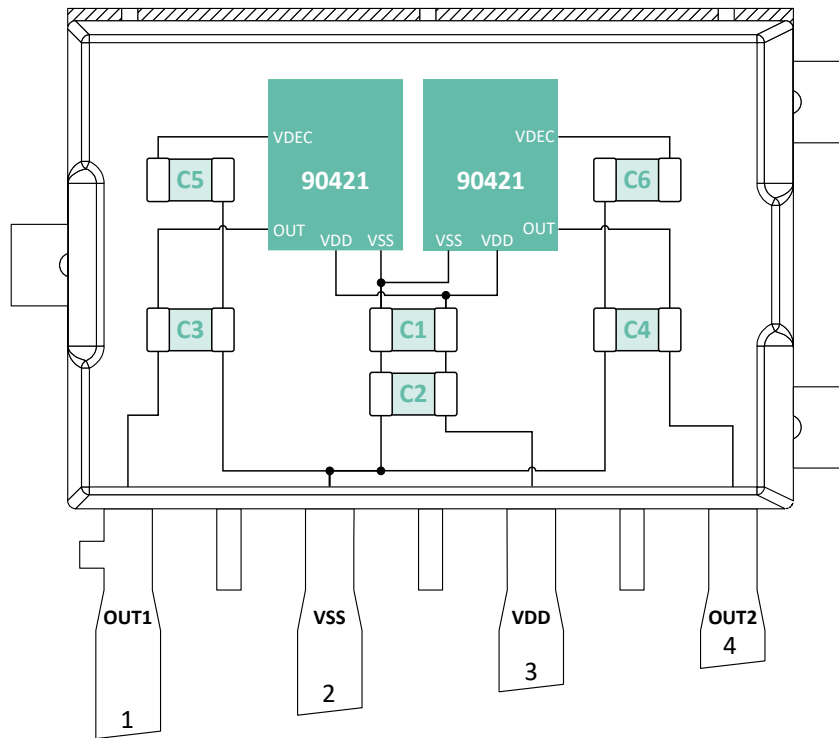 VDEC
VDEC
C5
90421
90421
C6
OUT
VDD
VSS
VSS
VDD
OUT
C3
C1
C4
C2
OUT1
VSS
VDD
OUT2
1
2
3
4